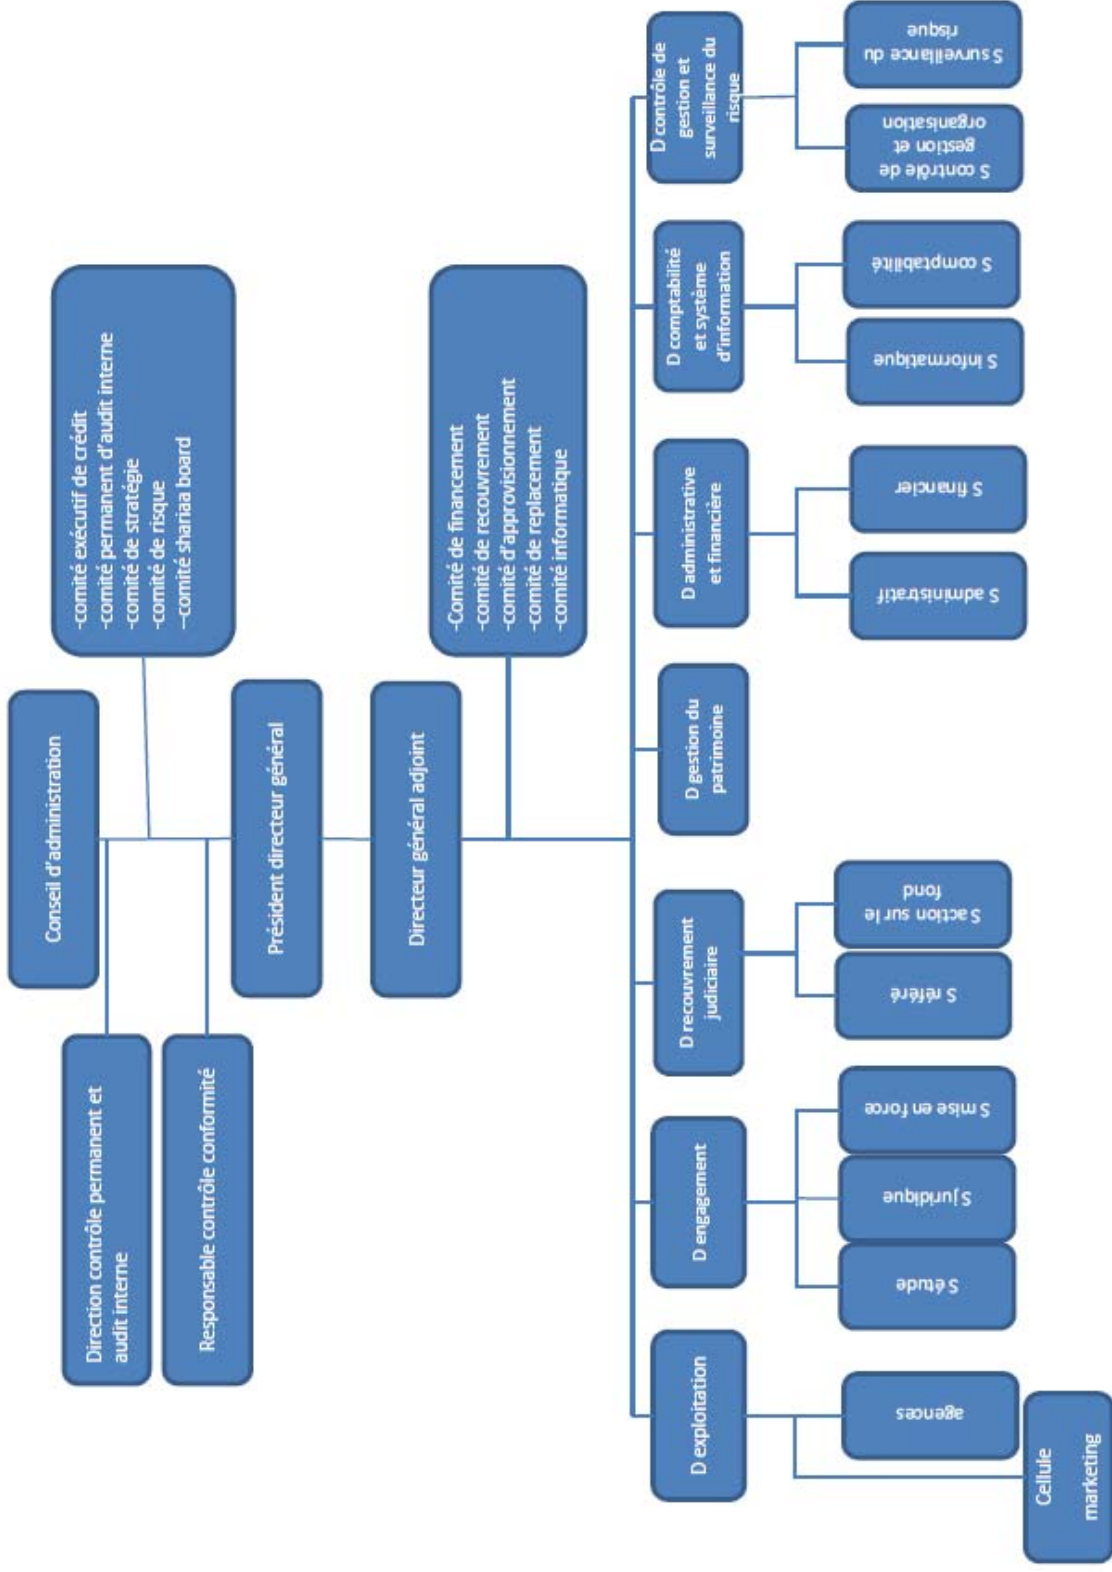 Conseil d'administration
-comité exécutif de crédit
-comité permanent d'audit interne
-comité de stratégie
-comité de risque
--comité shariaa board
Direction contrôle permanent et
audit interne
Responsable contrôle conformité
Président directeur général
Directeur général adjoint
-Comité de financement
-comité de recouvrement
-comité d'approvisionnement
-comité de replacement
-comité informatique
D exploitation
D engagement
D recouvrement
judiciaire
D gestion du
patrimoine
D administrative
et financière
D comptabilité
et système
d'information
D contrôle de
gestion et
surveillance du
risque
agences
Cellule
marketing
S étude
S juridique
S mise en force
S référé
S action sur le
fond
S administratif
S financier
S informatique
S comptabilité
S contrôle de
gestion et
organisation
S surveillance du
risque